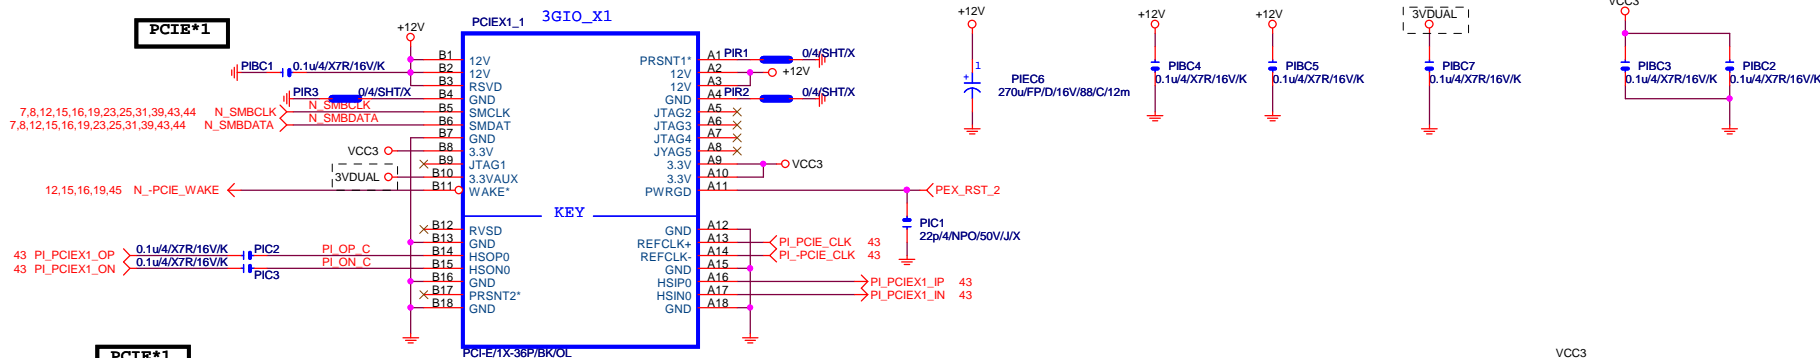 PCIE*1
+12V
PCIEX1_1
3GIO_X1
+12V
+12V
+12V
3VDUAL
VCC3
B1 12V
B2 12V
B3 RSVD
B4 GND
B5 SMCLK
B6 SMDAT
B7 GND
B8 3.3V
B9 JTAG1
B10 3.3VAUX
B11 WAKE*
KEY
B12 RVSD
B13 GND
B14 HSOP0
B15 HSON0
B16 GND
B17 PRSNT2*
B18 GND
PRSNT1* A1
12V A2
12V A3
GND A4
JTAG2 A5
JTAG3 A6
JTAG4 A7
JYAG5 A8
3.3V A9
3.3V A10
PWRGD A11
GND A12
REFCLK+ A13
REFCLK- A14
GND A15
HSIP0 A16
HSIN0 A17
GND A18
PCI-E/1X-36P/BK/OL
PIBC1 0.1u/4/X7R/16V/K
PIR3 0/4/SHT/X
7,8,12,15,16,19,23,25,31,39,43,44 N_SMBCLK N_SMBCLK
7,8,12,15,16,19,23,25,31,39,43,44 N_SMBDATA N_SMBDATA
VCC3
3VDUAL
12,15,16,19,45 N_-PCIE_WAKE
43 PI_PCIEX1_OP 0.1u/4/X7R/16V/K PIC2 PI_OP_C
43 PI_PCIEX1_ON 0.1u/4/X7R/16V/K PIC3 PI_ON_C
PIR1 0/4/SHT/X
+12V
PIR2 0/4/SHT/X
VCC3
PEX_RST_2
PIC1
22p/4/NPO/50V/J/X
PI_PCIE_CLK 43
PI_-PCIE_CLK 43
PI_PCIEX1_IP 43
PI_PCIEX1_IN 43
1
+
PIEC6
270u/FP/D/16V/88/C/12m
PIBC4
0.1u/4/X7R/16V/K
PIBC5
0.1u/4/X7R/16V/K
PIBC7
0.1u/4/X7R/16V/K
PIBC3
0.1u/4/X7R/16V/K
PIBC2
0.1u/4/X7R/16V/K
PCIE*1
VCC3